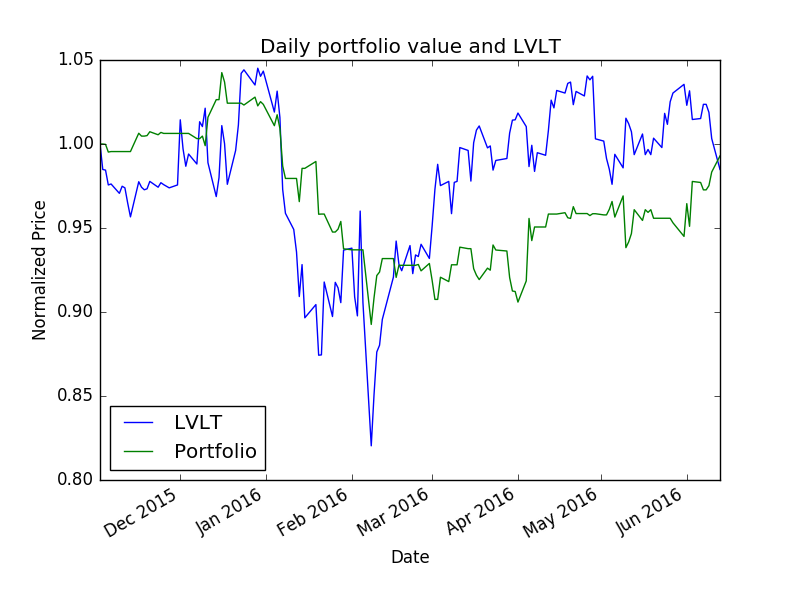 Daily portfolio value and LVLT
1.05
1.00
0.95
0.90
0.85
0.80
Normalized Price
LVLT
Portfolio
Dec 2015
Jan 2016
Feb 2016
Mar 2016
Apr 2016
May 2016
Jun 2016
Date